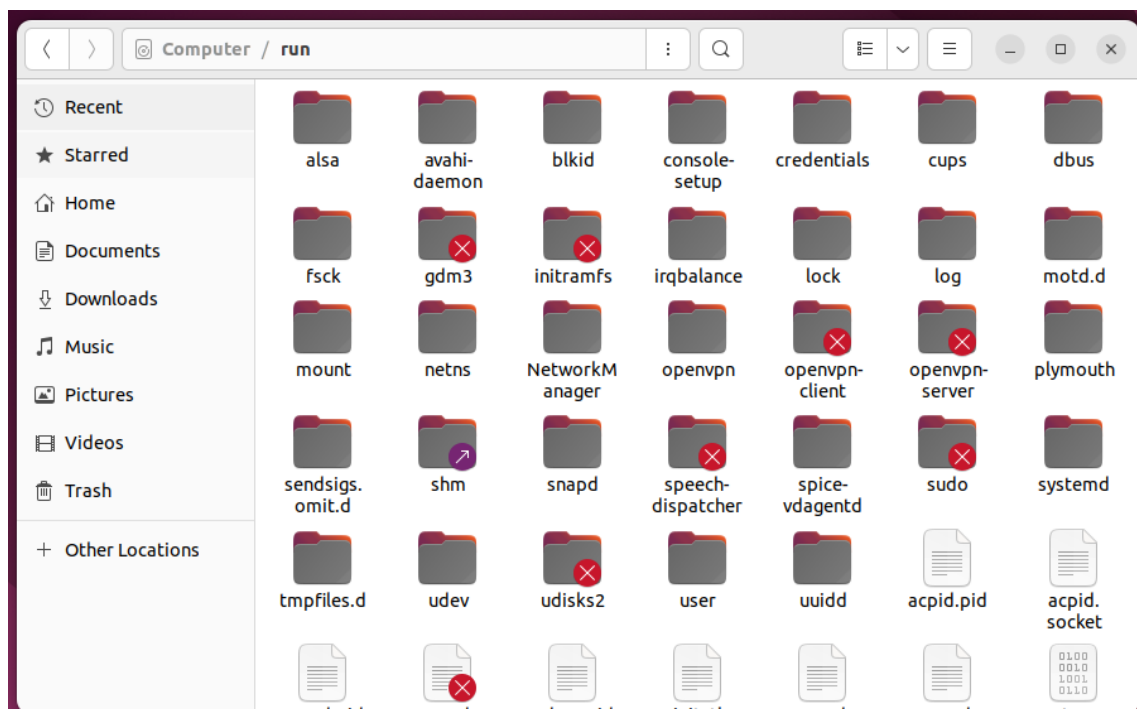 Computer / run
Recent
Starred
Home
Documents
Downloads
Music
Pictures
Videos
Trash
Other Locations
alsa
avahi-
daemon
blkid
console-
setup
credentials
cups
dbus
fsck
gdm3
initramfs
irqbalance
lock
log
motd.d
mount
netns
NetworkM
anager
openvpn
openvpn-
client
openvpn-
server
plymouth
sendsigs.
omit.d
shm
snapd
speech-
dispatcher
spice-
vdagentd
sudo
systemd
tmpfiles.d
udev
udisks2
user
uuidd
acpid.pid
acpid.
socket
0100
0010
1001
0110